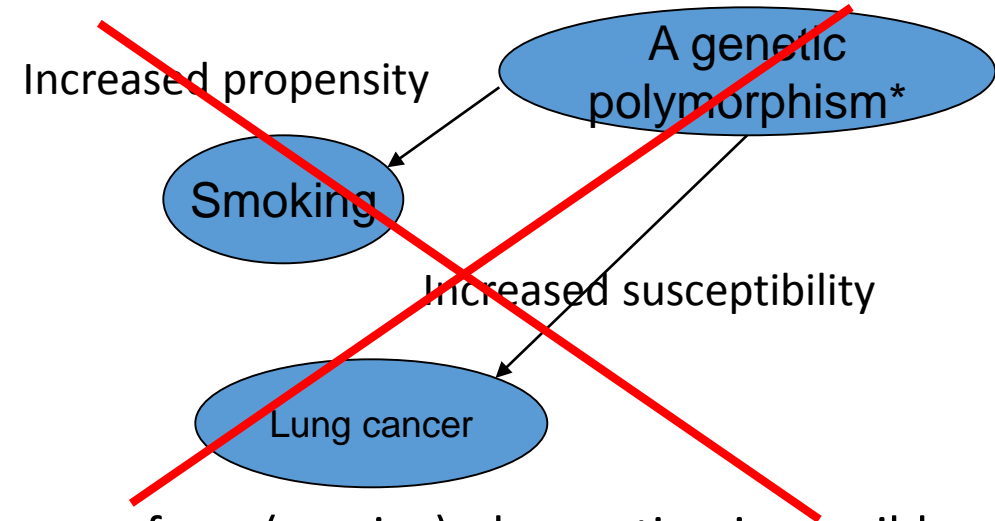 A genetic
polymorphism*
Increased propensity
Smoking
Increased susceptibility
Lung cancer